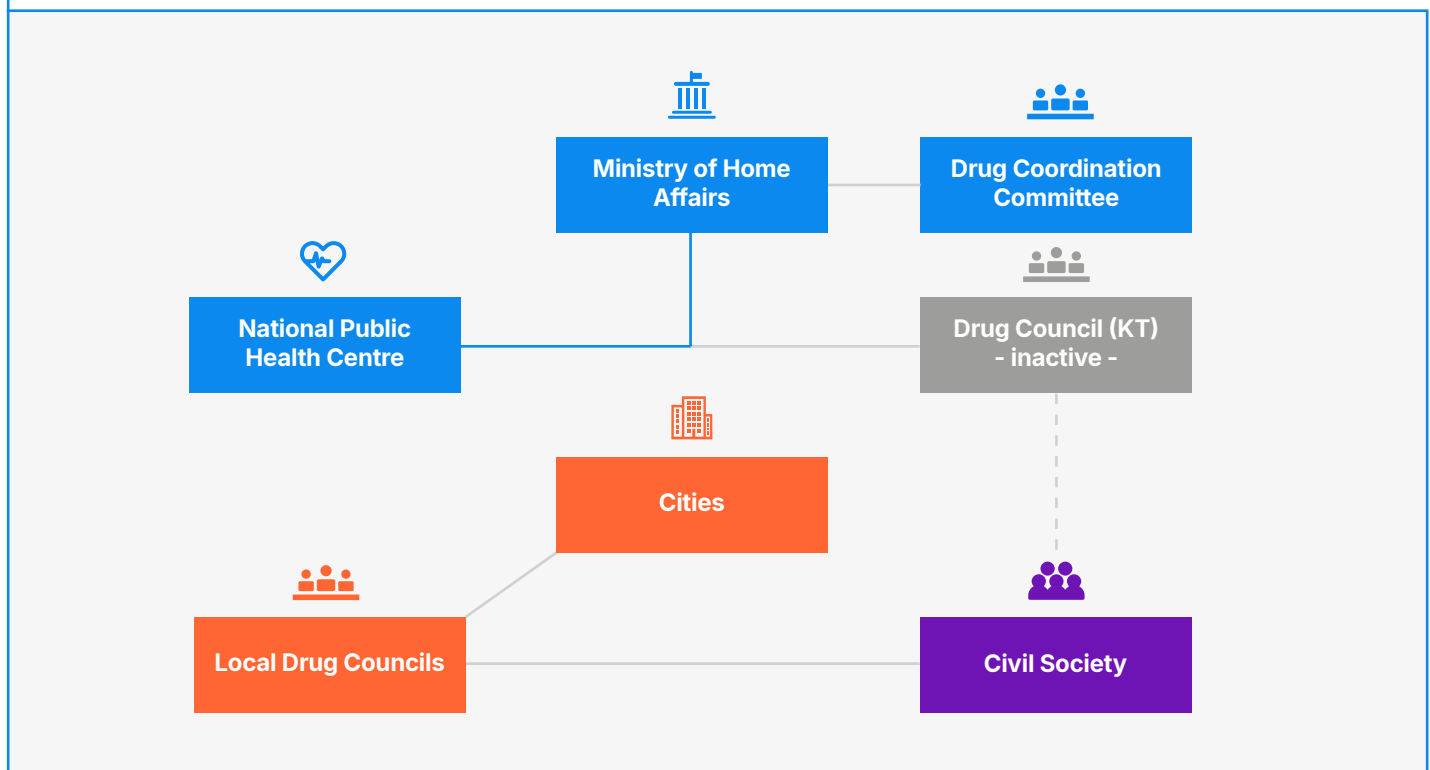 Ministry of Home
Affairs
Drug Coordination
Committee
National Public
Health Centre
Drug Council (KT)
- inactive -
Cities
Local Drug Councils
Civil Society